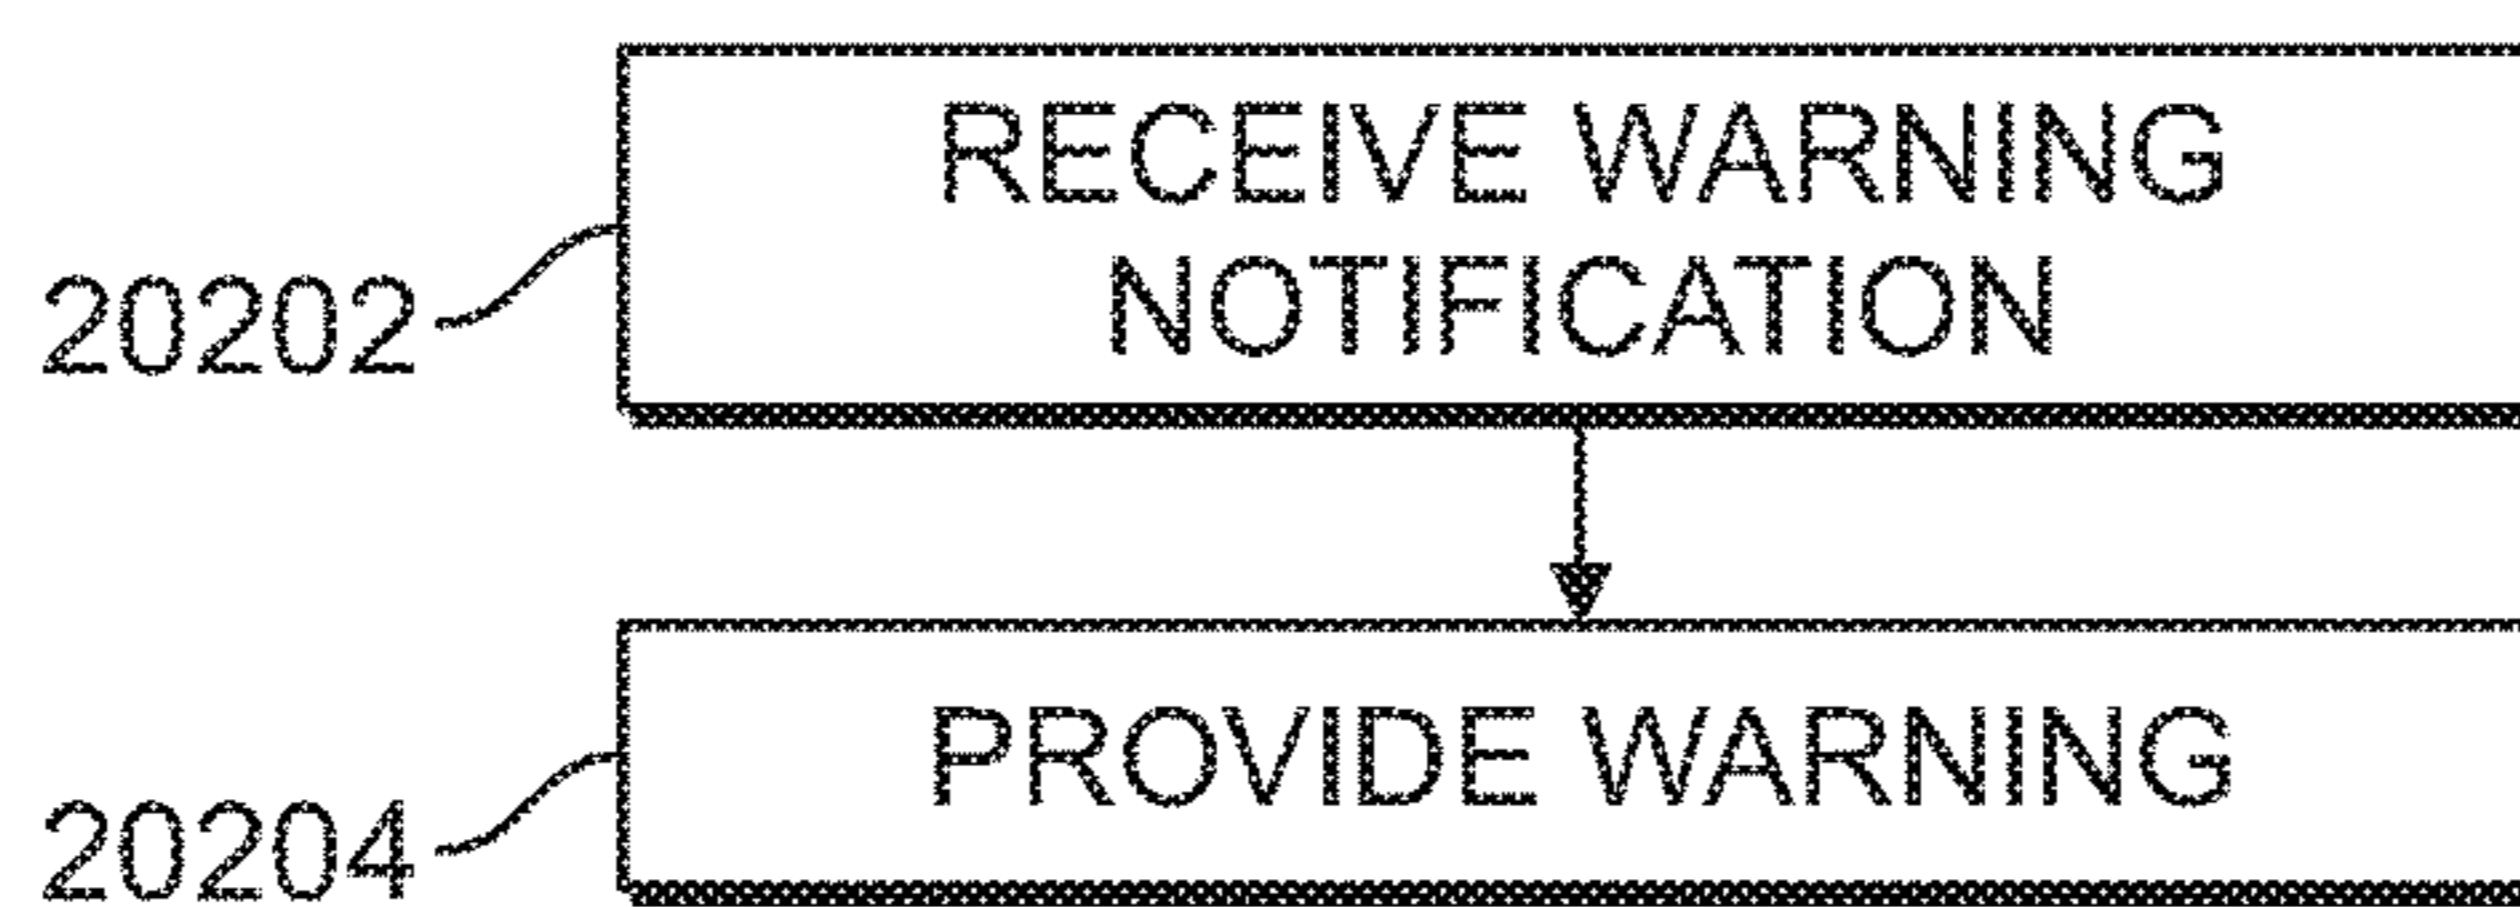 RECEIVE WARNING
NOTIFICATION
20202
PROVIDE WARNING
20204